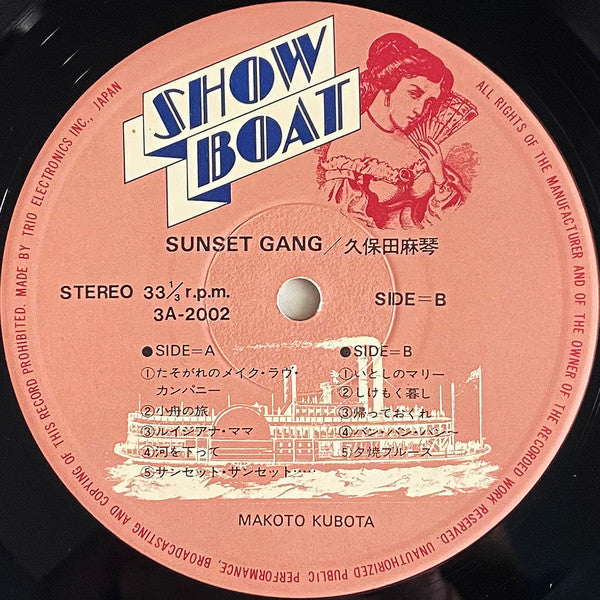 SHOW
BOAT
SUNSET GANG／久保田麻琴
STEREO 33⅓ r.p.m.
3A-2002
SIDE=B
●SIDE=A
①たそがれのメイク・ラヴ・
カンパニー
②小舟の旅
③ルイジアナ・ママ
④河を下って
⑤サンセット・サンセット……
●SIDE=B
①いとしのマリー
②しけもく暮し
③帰っておくれ
④バン・バン・バン〜
⑤夕焼ブルース
MAKOTO KUBOTA
ALL RIGHTS OF THE MANUFACTURER AND OF THE OWNER OF THE RECORDED WORK RESERVED. UNAUTHORIZED PUBLIC PERFORMANCE, BROADCASTING AND COPYING OF THIS RECORD PROHIBITED. MADE BY TRIO ELECTRONICS INC., JAPAN